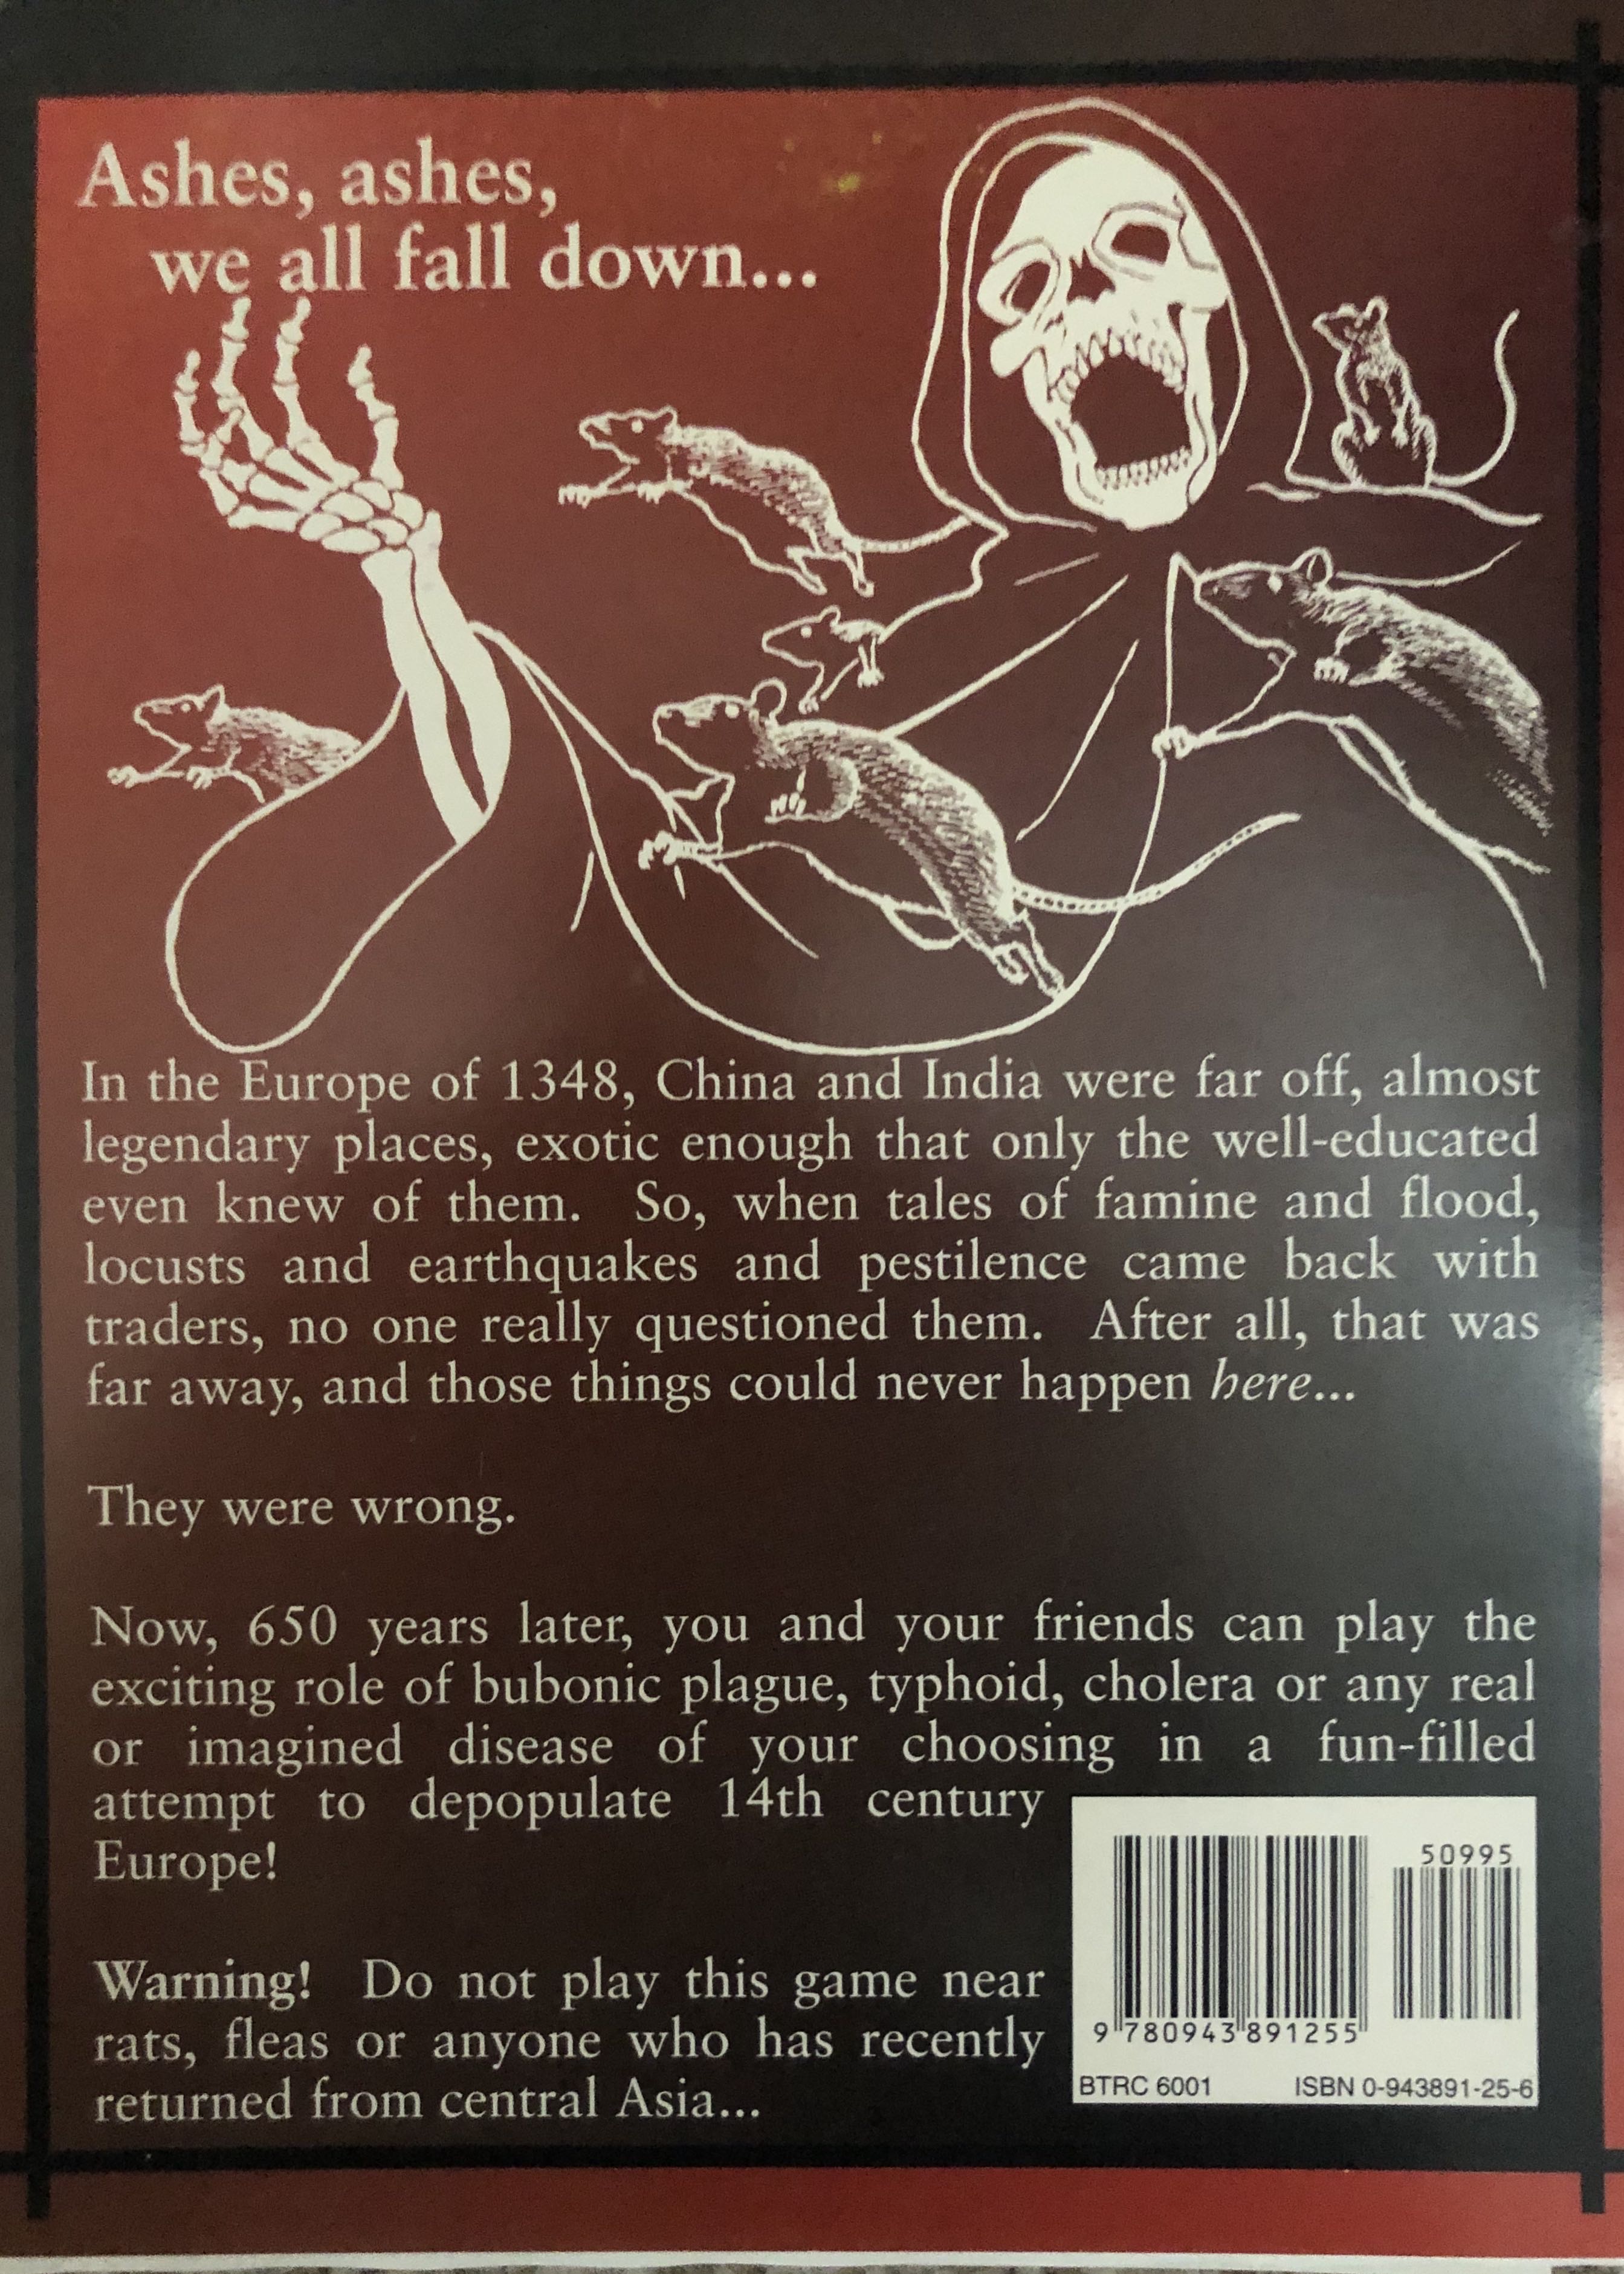 Ashes, ashes,
we all fall down...
In the Europe of 1348, China and India were far off, almost
legendary places, exotic enough that only the well-educated
even knew of them. So, when tales of famine and flood,
locusts and earthquakes and pestilence came back with
traders, no one really questioned them. After all, that was
far away, and those things could never happen here...
They were wrong.
Now, 650 years later, you and your friends can play the
exciting role of bubonic plague, typhoid, cholera or any real
or imagined disease of your choosing in a fun-filled
attempt to depopulate 14th century
Europe!
Warning! Do not play this game near
rats, fleas or anyone who has recently
returned from central Asia...
50995
9 780943 891255
BTRC 6001 ISBN 0-943891-25-6